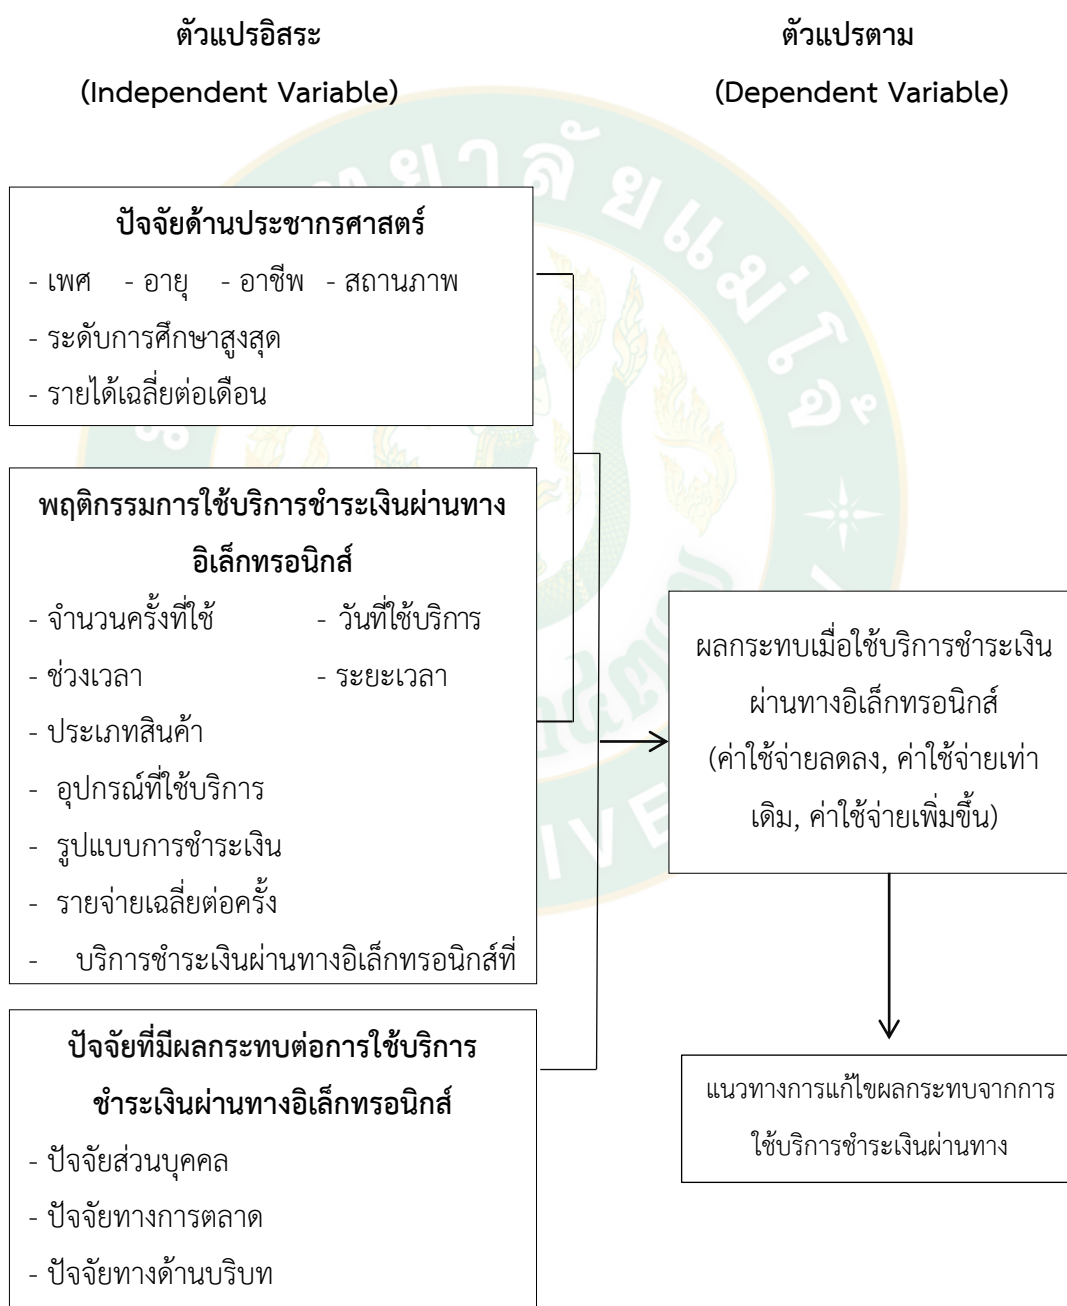 ตัวแปรอิสระ
(Independent Variable)
ตัวแปรตาม
(Dependent Variable)
ปัจจัยด้านประชากรศาสตร์
- เพศ - อายุ - อาชีพ - สถานภาพ
- ระดับการศึกษาสูงสุด
- รายได้เฉลี่ยต่อเดือน
พฤติกรรมการใช้บริการชำระเงินผ่านทาง
อิเล็กทรอนิกส์
- จำนวนครั้งที่ใช้ - วันที่ใช้บริการ
- ช่วงเวลา - ระยะเวลา
- ประเภทสินค้า
- อุปกรณ์ที่ใช้บริการ
- รูปแบบการชำระเงิน
- รายจ่ายเฉลี่ยต่อครั้ง
- บริการชำระเงินผ่านทางอิเล็กทรอนิกส์ที่
ปัจจัยที่มีผลกระทบต่อการใช้บริการ
ชำระเงินผ่านทางอิเล็กทรอนิกส์
- ปัจจัยส่วนบุคคล
- ปัจจัยทางการตลาด
- ปัจจัยทางด้านบริบท
ผลกระทบเมื่อใช้บริการชำระเงิน
ผ่านทางอิเล็กทรอนิกส์
(ค่าใช้จ่ายลดลง, ค่าใช้จ่ายเท่า
เดิม, ค่าใช้จ่ายเพิ่มขึ้น)
แนวทางการแก้ไขผลกระทบจากการ
ใช้บริการชำระเงินผ่านทาง